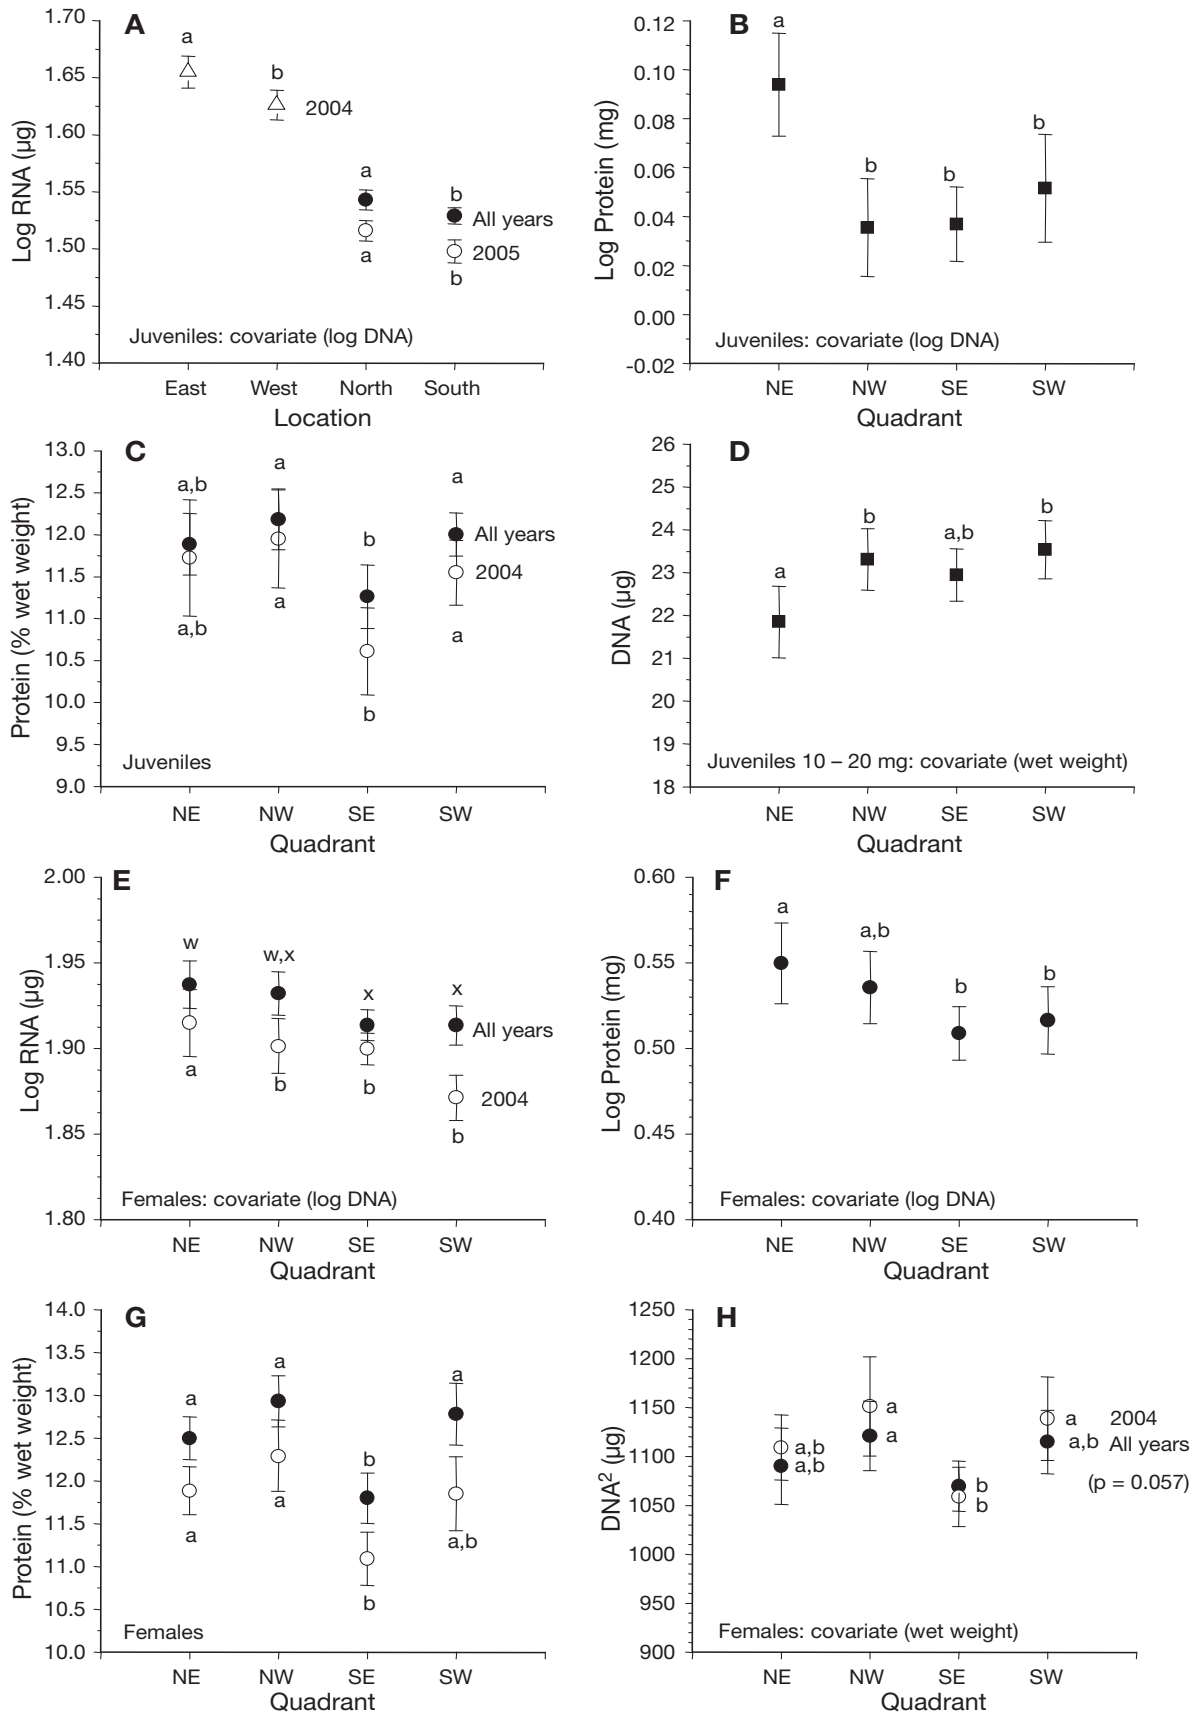 A
1.70
1.65
1.60
1.55
1.50
1.45
1.40
Log RNA (µg)
a
b
2004
a
b
All years
a
2005
b
Juveniles: covariate (log DNA)
East West North South
Location
B
0.12
0.10
0.08
0.06
0.04
0.02
0.00
-0.02
Log Protein (mg)
a
b
b
b
Juveniles: covariate (log DNA)
NE NW SE SW
Quadrant
C
13.0
12.5
12.0
11.5
11.0
10.5
10.0
9.5
9.0
Protein (% wet weight)
a,b
a
b
a
All years
2004
a,b
a
b
a
Juveniles
NE NW SE SW
Quadrant
D
26
25
24
23
22
21
20
19
18
DNA (µg)
a
b
a,b
b
Juveniles 10 – 20 mg: covariate (wet weight)
NE NW SE SW
Quadrant
E
2.00
1.95
1.90
1.85
1.80
Log RNA (µg)
w
w,x
x
x
All years
a
b
b
2004
b
Females: covariate (log DNA)
NE NW SE SW
Quadrant
F
0.60
0.55
0.50
0.45
0.40
Log Protein (mg)
a
a,b
b
b
Females: covariate (log DNA)
NE NW SE SW
Quadrant
G
14.0
13.5
13.0
12.5
12.0
11.5
11.0
10.5
10.0
Protein (% wet weight)
a
a
b
a
a
a
b
a,b
Females
NE NW SE SW
Quadrant
H
1250
1200
1150
1100
1050
1000
950
900
DNA² (µg)
a,b
a,b
a
a
b
b
a 2004
a,b All years
(p = 0.057)
Females: covariate (wet weight)
NE NW SE SW
Quadrant